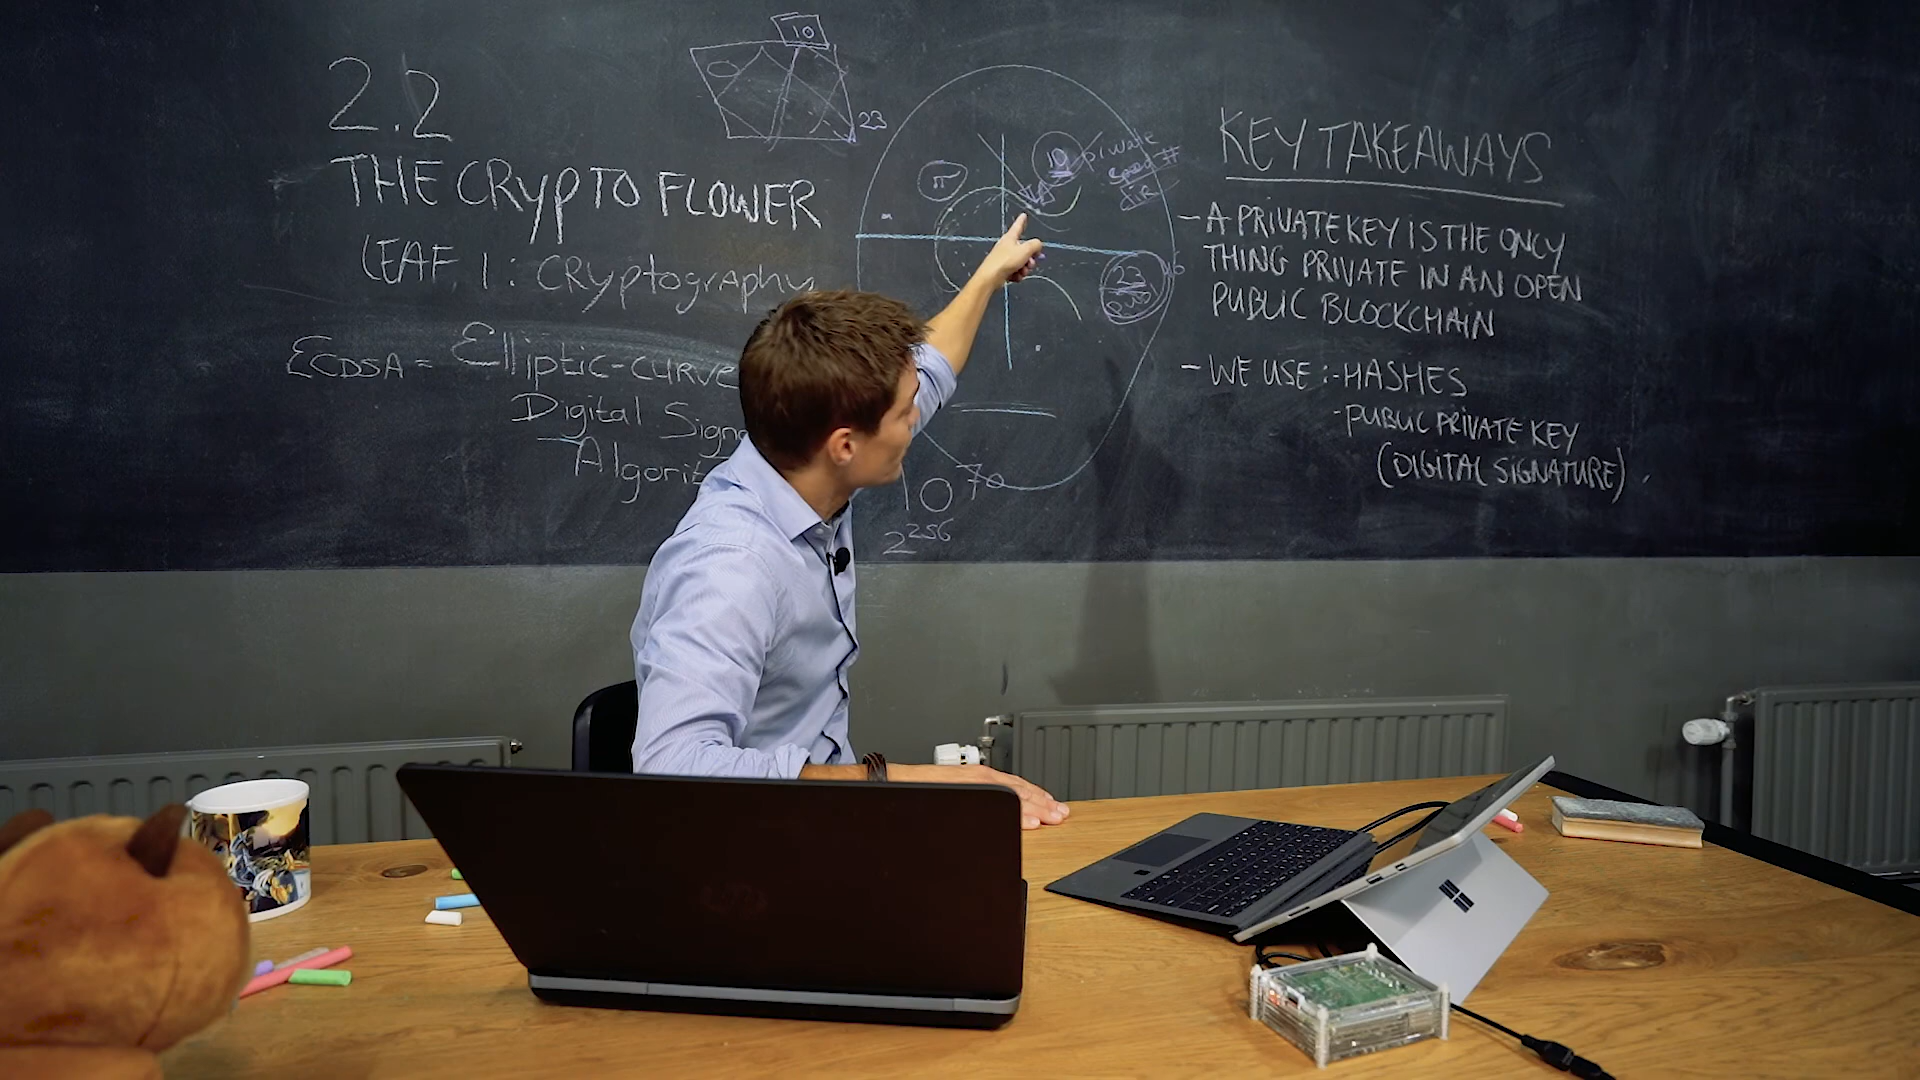 2.2
THE CRYPTO FLOWER
LEAF 1: CRYPtography
ECDSA = Elliptic-curve
Digital
10
23
π
10
private
23
10 70
2^256
KEY TAKEAWAYS
- A PRIVATE KEY IS THE ONLY
THING PRIVATE IN AN OPEN
PUBLIC BLOCKCHAIN
- WE USE :- HASHES
- PUBLIC PRIVATE KEY
(DIGITAL SIGNATURE)